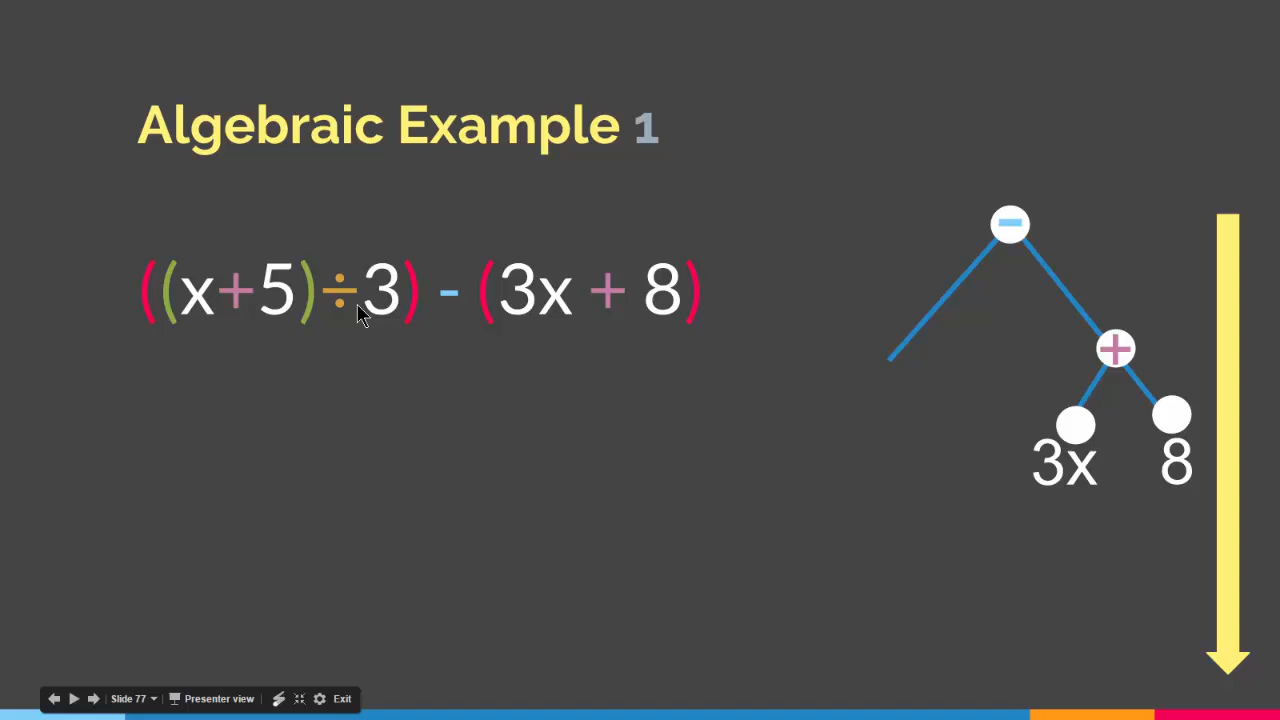 Algebraic Example 1
((x+5)÷3) - (3x + 8)
-
+
3x 8
Slide 77 Presenter view Exit